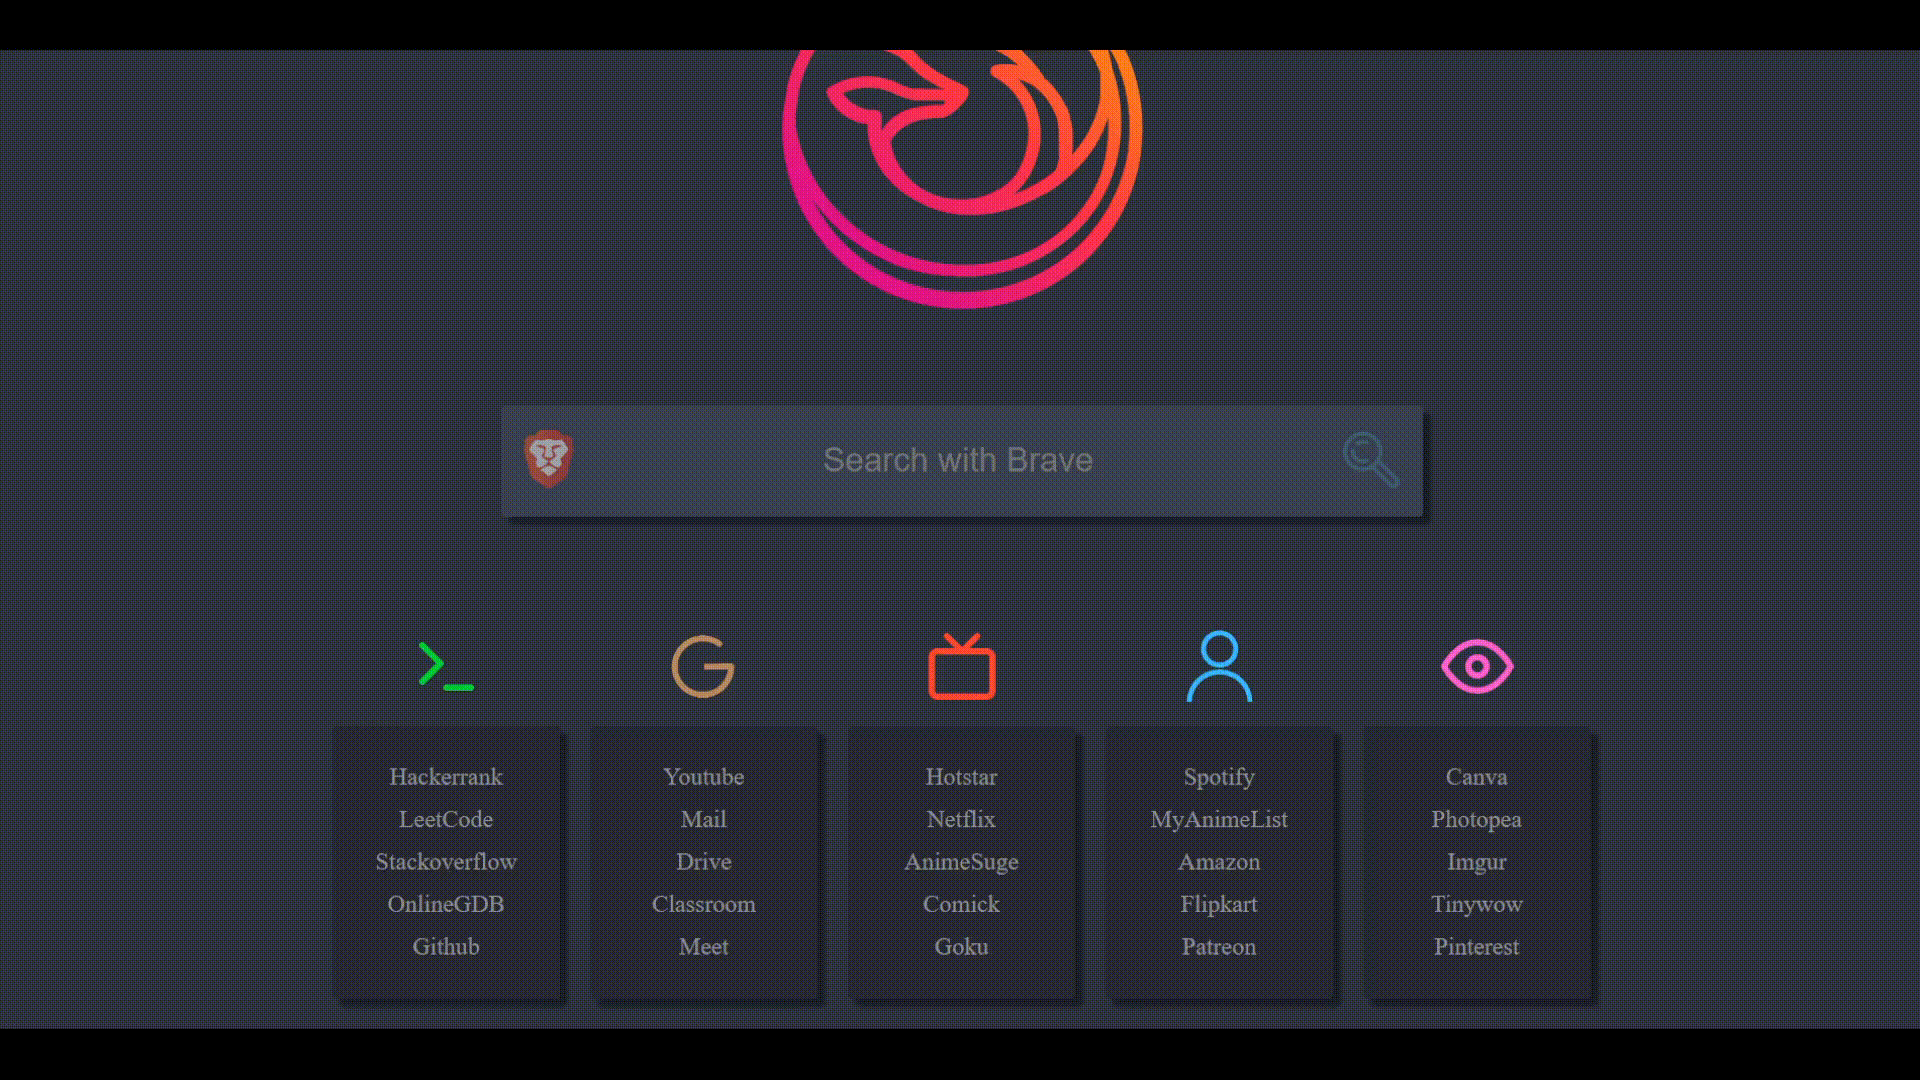 Search with Brave
Hackerrank
LeetCode
Stackoverflow
OnlineGDB
Github
Youtube
Mail
Drive
Classroom
Meet
Hotstar
Netflix
AnimeSuge
Comick
Goku
Spotify
MyAnimeList
Amazon
Flipkart
Patreon
Canva
Photopea
Imgur
Tinywow
Pinterest